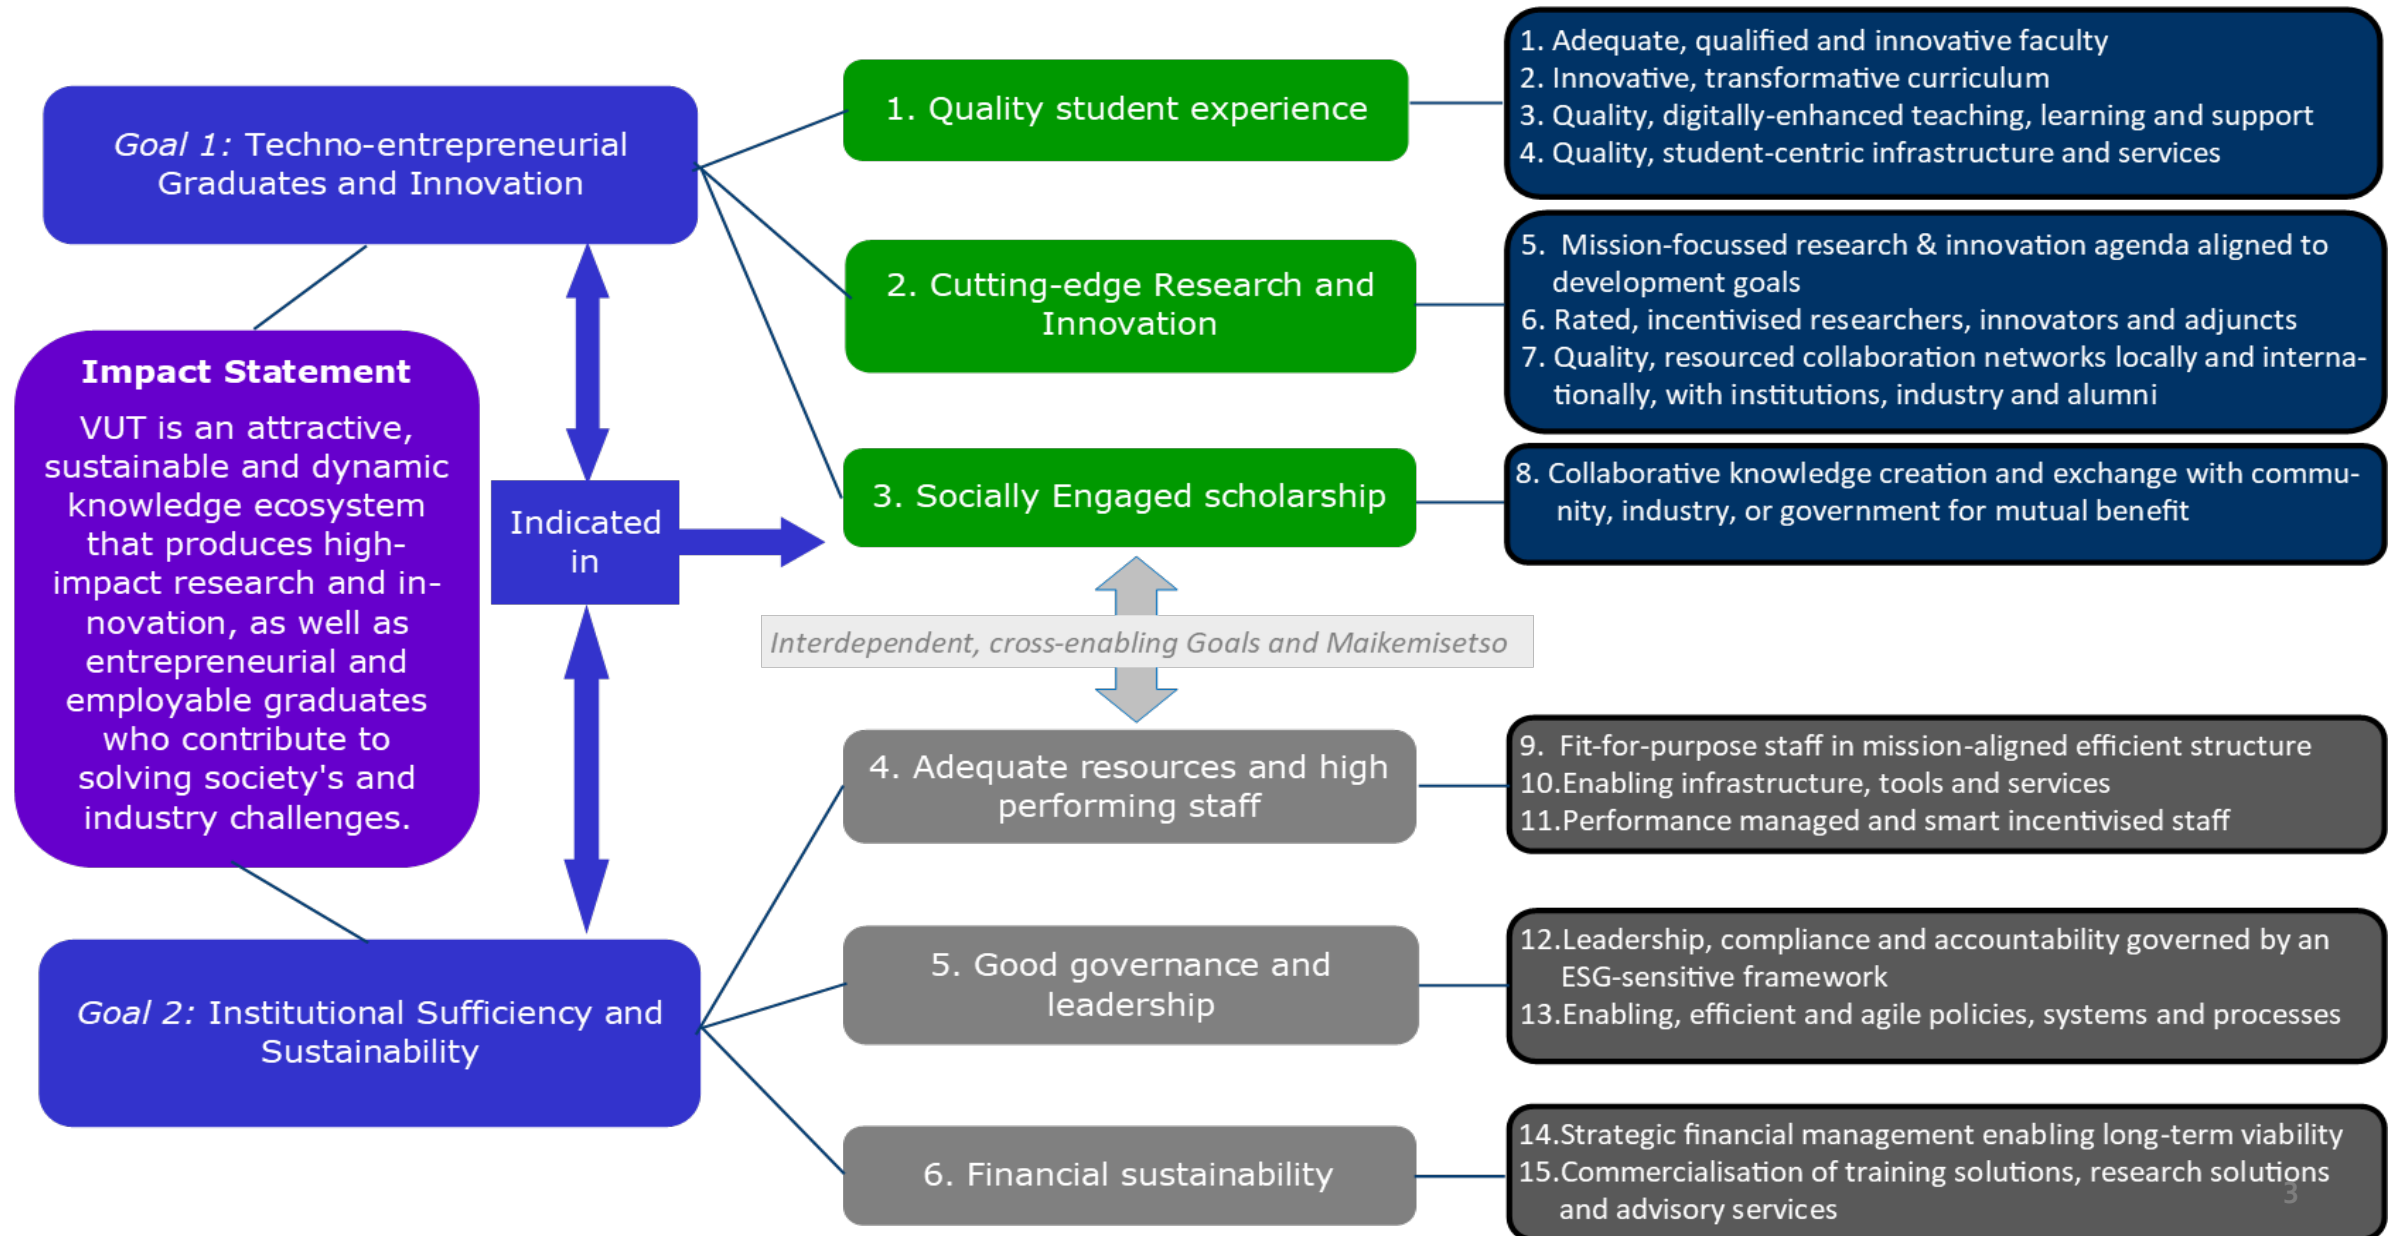 Goal 1: Techno-entrepreneurial
Graduates and Innovation
Impact Statement
VUT is an attractive,
sustainable and dynamic
knowledge ecosystem
that produces high-
impact research and in-
novation, as well as
entrepreneurial and
employable graduates
who contribute to
solving society's and
industry challenges.
Goal 2: Institutional Sufficiency and
Sustainability
Indicated
in
1. Quality student experience
2. Cutting-edge Research and
Innovation
3. Socially Engaged scholarship
Interdependent, cross-enabling Goals and Maikemisetso
4. Adequate resources and high
performing staff
5. Good governance and
leadership
6. Financial sustainability
1. Adequate, qualified and innovative faculty
2. Innovative, transformative curriculum
3. Quality, digitally-enhanced teaching, learning and support
4. Quality, student-centric infrastructure and services
5. Mission-focussed research & innovation agenda aligned to
development goals
6. Rated, incentivised researchers, innovators and adjuncts
7. Quality, resourced collaboration networks locally and interna-
tionally, with institutions, industry and alumni
8. Collaborative knowledge creation and exchange with commu-
nity, industry, or government for mutual benefit
9. Fit-for-purpose staff in mission-aligned efficient structure
10.Enabling infrastructure, tools and services
11.Performance managed and smart incentivised staff
12.Leadership, compliance and accountability governed by an
ESG-sensitive framework
13.Enabling, efficient and agile policies, systems and processes
14.Strategic financial management enabling long-term viability
15.Commercialisation of training solutions, research solutions
and advisory services
3